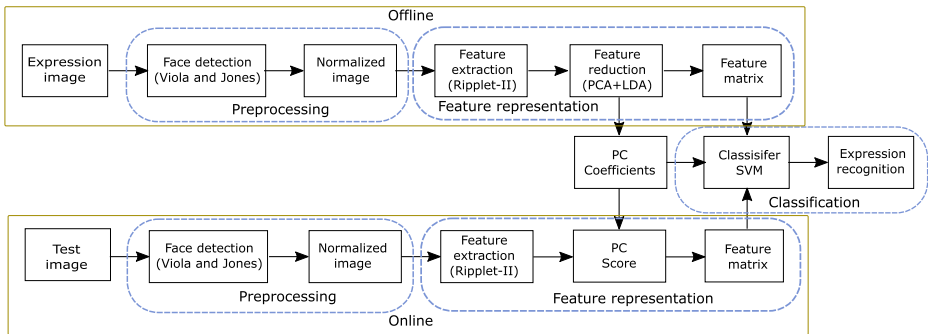 Offline
Expression
image
Face detection
(Viola and Jones)
Normalized
image
Preprocessing
Feature
extraction
(Ripplet-II)
Feature
reduction
(PCA+LDA)
Feature
matrix
Feature representation
PC
Coefficients
Classisifer
SVM
Expression
recognition
Classification
Test
image
Face detection
(Viola and Jones)
Normalized
image
Preprocessing
Feature
extraction
(Ripplet-II)
PC
Score
Feature
matrix
Feature representation
Online